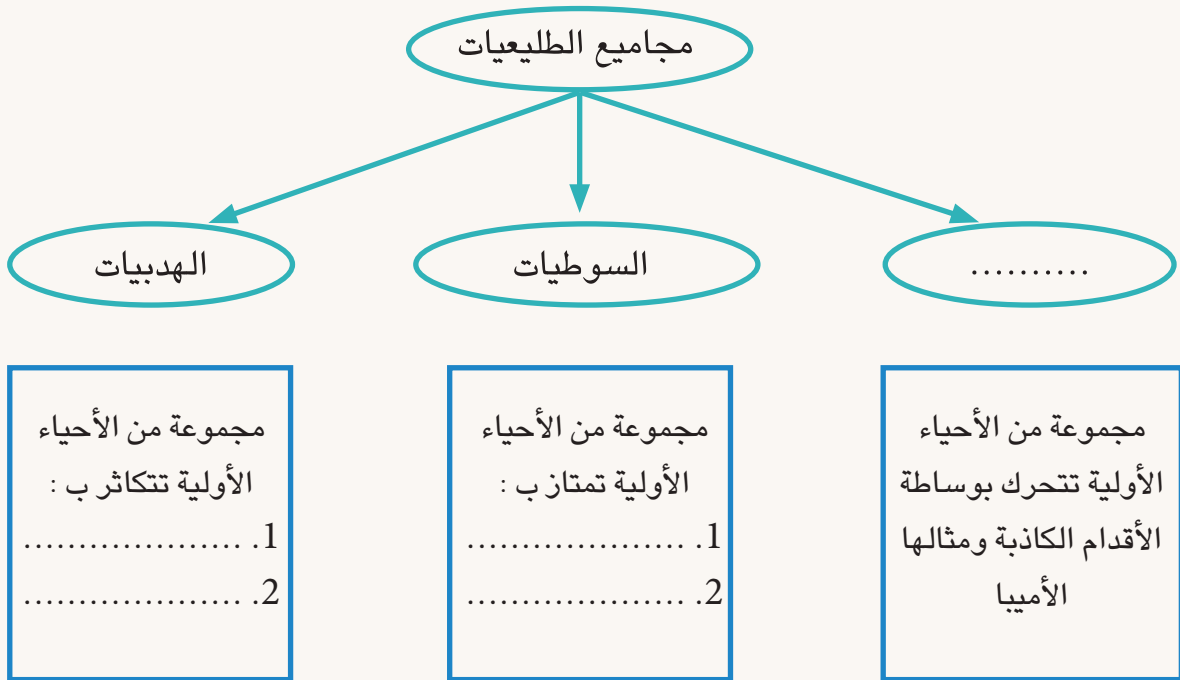 مجاميع الطليعيات
..........
السوطيات
الهدبيات
مجموعة من الأحياء
الأولية تتحرك بوساطة
الأقدام الكاذبة ومثالها
الأميبا
مجموعة من الأحياء
الأولية تمتاز ب :
1. ....................
2. ....................
مجموعة من الأحياء
الأولية تتكاثر ب :
1. ....................
2. ....................